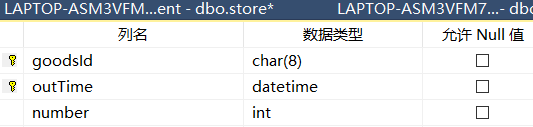 LAPTOP-ASM3VFM...ent - dbo.store* LAPTOP-ASM3VFM7...- dbo
列名 数据类型 允许 Null 值
goodsId char(8)
outTime datetime
number int